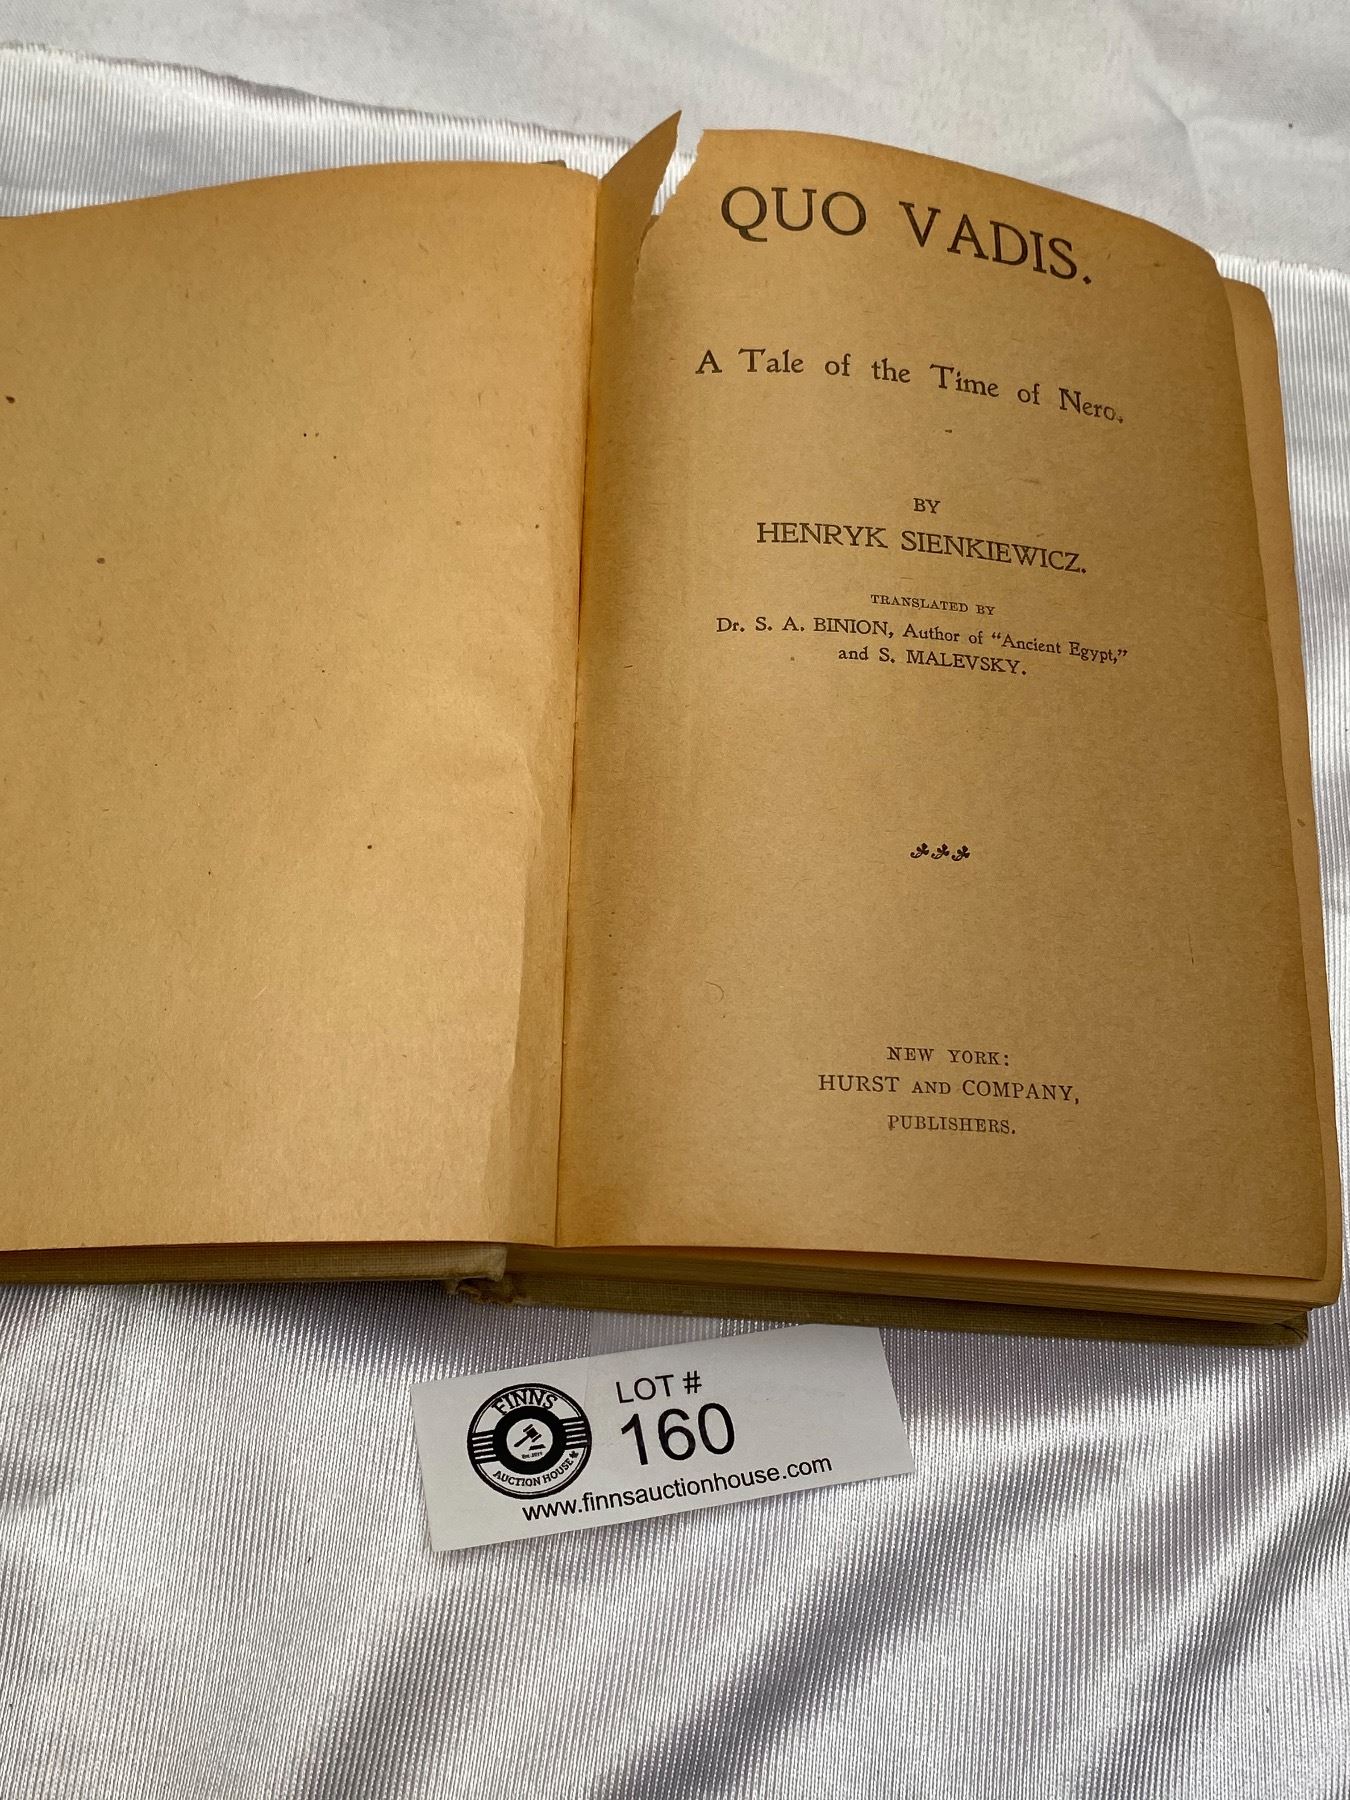 QUO VADIS.
A Tale of the Time of Nero.
BY
HENRYK SIENKIEWICZ.
TRANSLATED BY
Dr. S. A. BINION, Author of "Ancient Egypt,"
and S. MALEVSKY.
NEW YORK:
HURST AND COMPANY,
PUBLISHERS.
FINNS
AUCTION HOUSE
LOT #
160
www.finnsauctionhouse.com